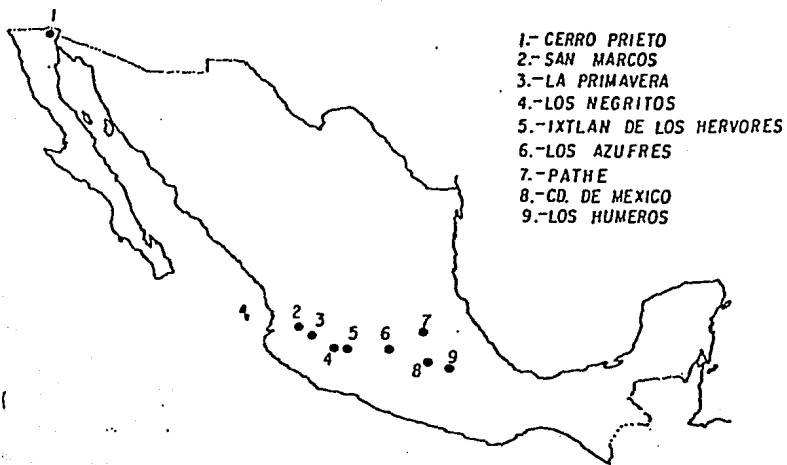 1
1.- CERRO PRIETO
2.- SAN MARCOS
3.- LA PRIMAVERA
4.- LOS NEGRITOS
5.- IXTLAN DE LOS HERVORES
6.- LOS AZUFRES
7.- PATHE
8.- CD. DE MEXICO
9.- LOS HUMEROS
2
3
4
5
6
7
8
9